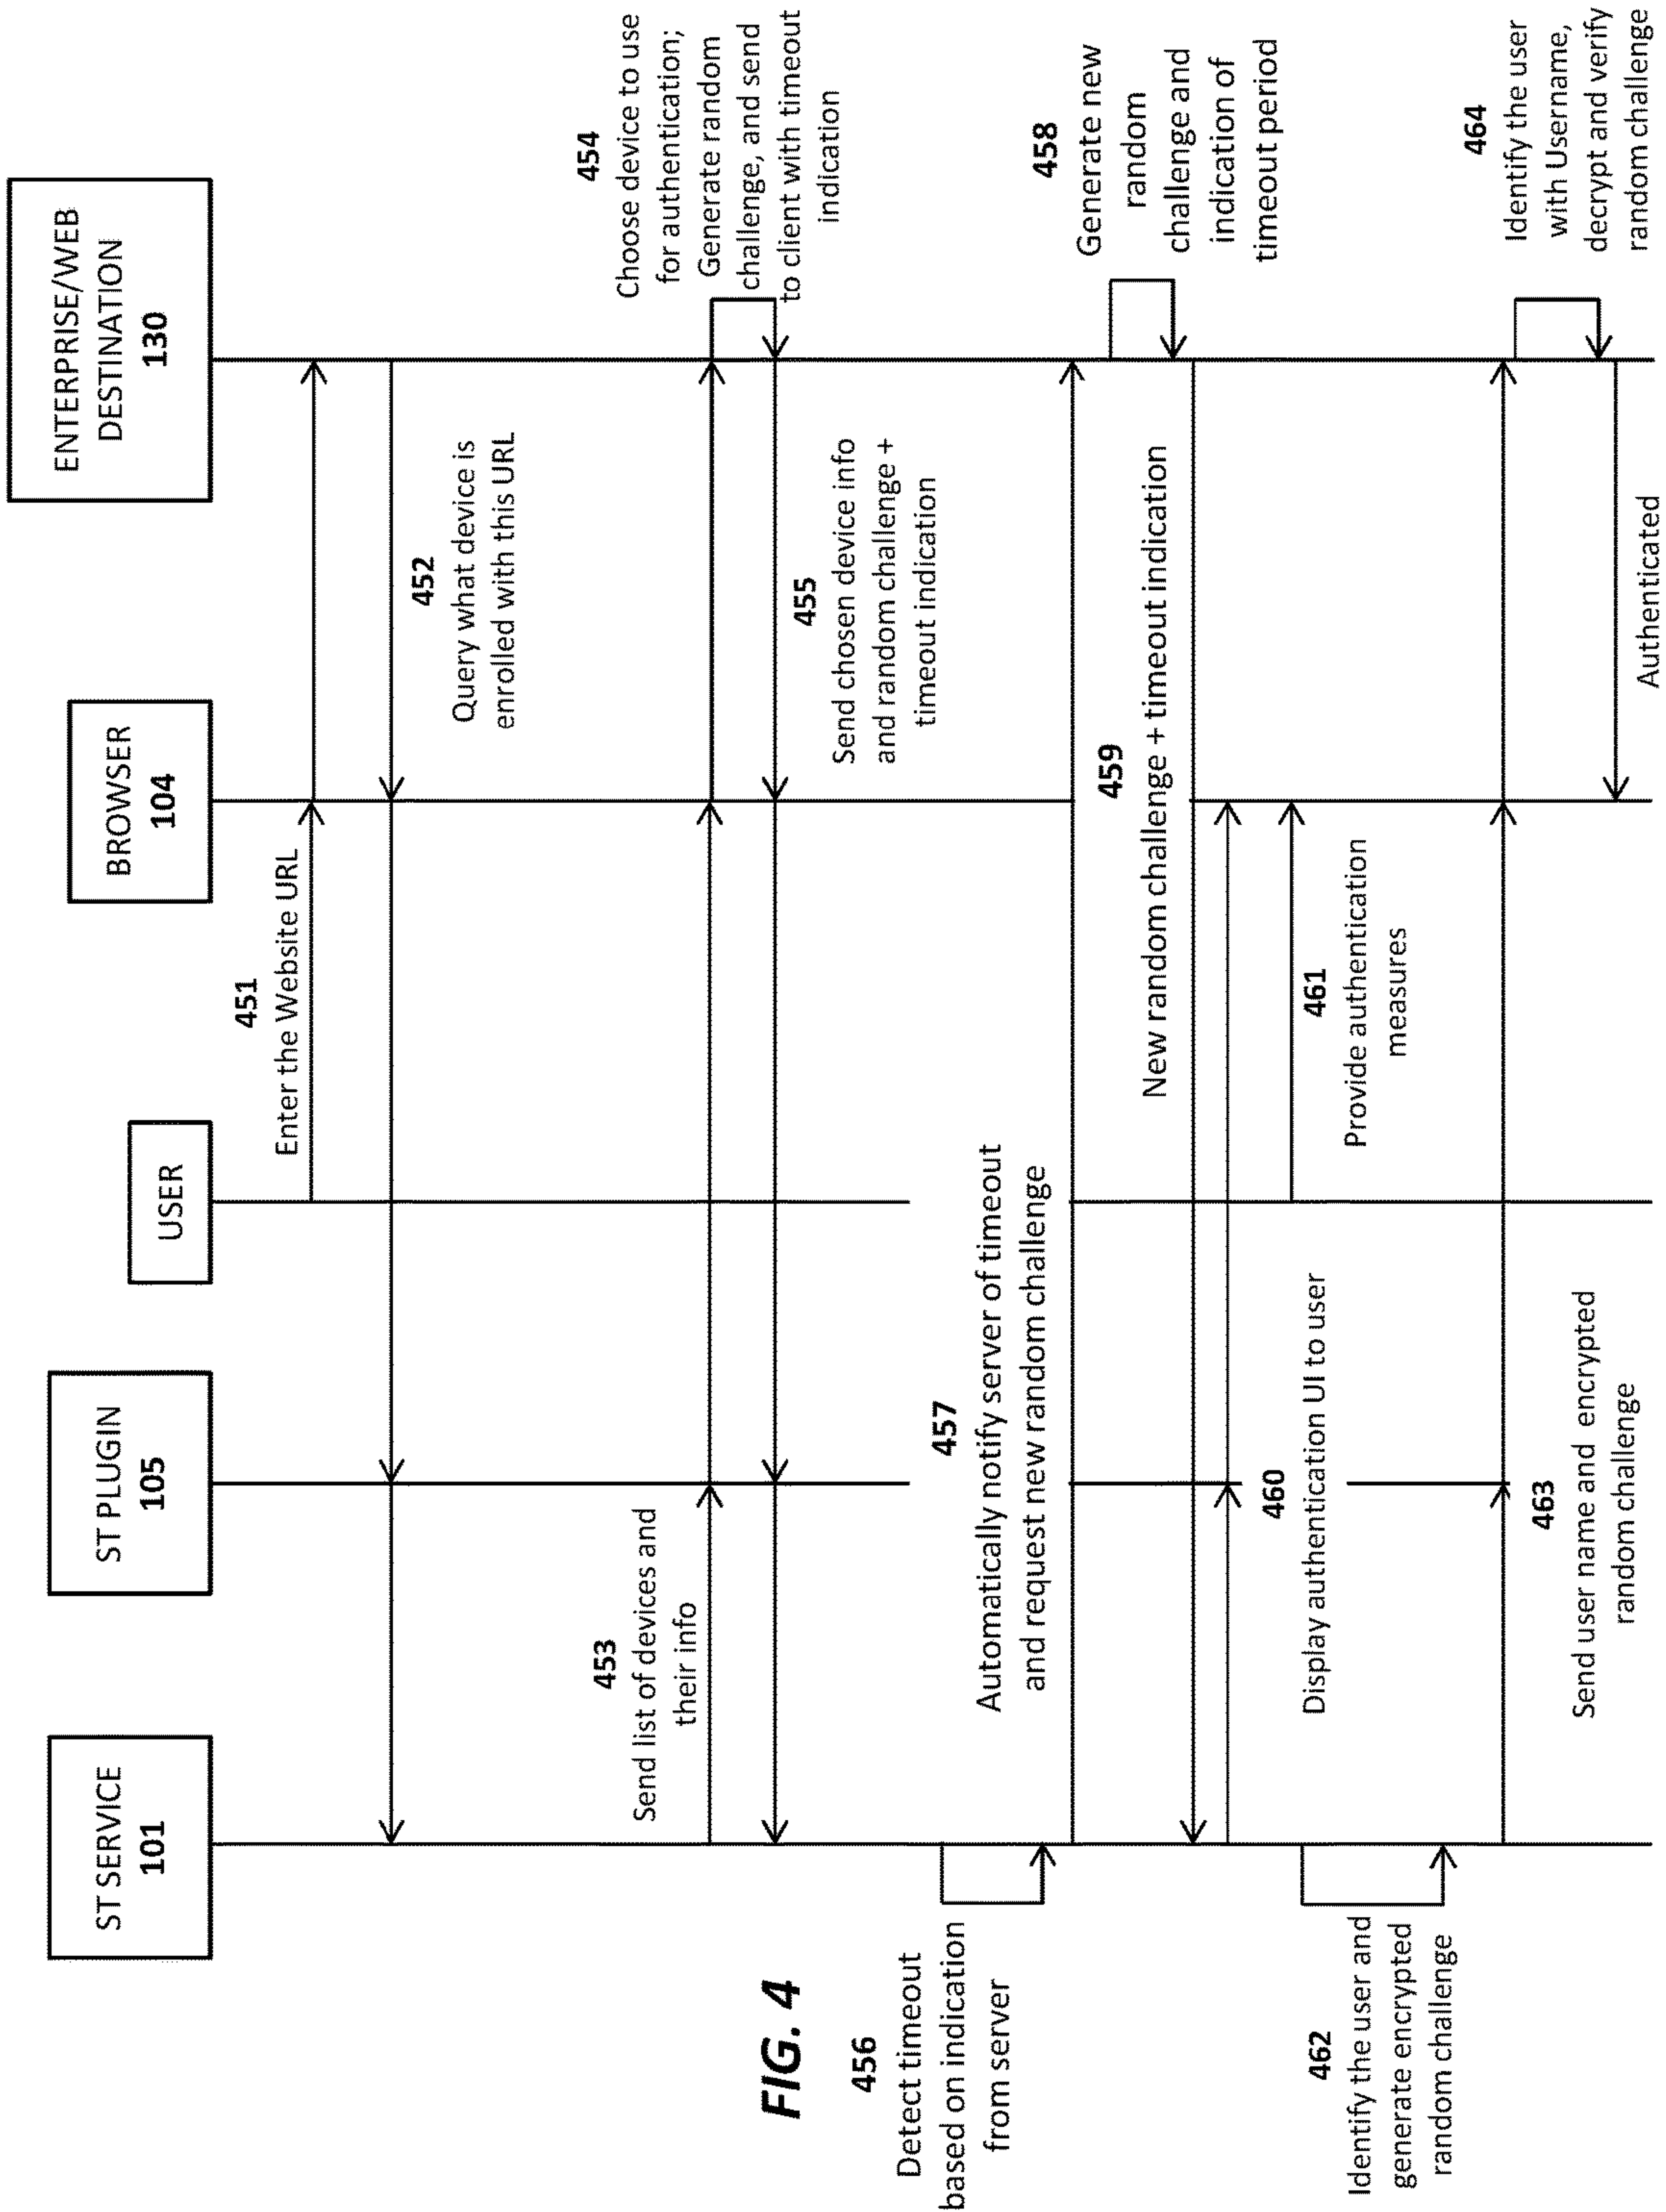 ST SERVICE
101
ST PLUGIN
105
USER
BROWSER
104
ENTERPRISE/WEB
DESTINATION
130
451
Enter the Website URL
452
Query what device is
enrolled with this URL
453
Send list of devices and
their info
454
Choose device to use
for authentication;
Generate random
challenge, and send
to client with timeout
indication
455
Send chosen device info
and random challenge +
timeout indication
FIG. 4
456
Detect timeout
based on indication
from server
457
Automatically notify server of timeout
and request new random challenge
458
Generate new
random
challenge and
indication of
timeout period
459
New random challenge + timeout indication
460
Display authentication UI to user
461
Provide authentication
measures
462
Identify the user and
generate encrypted
random challenge
463
Send user name and encrypted
random challenge
464
Identify the user
with Username,
decrypt and verify
random challenge
Authenticated